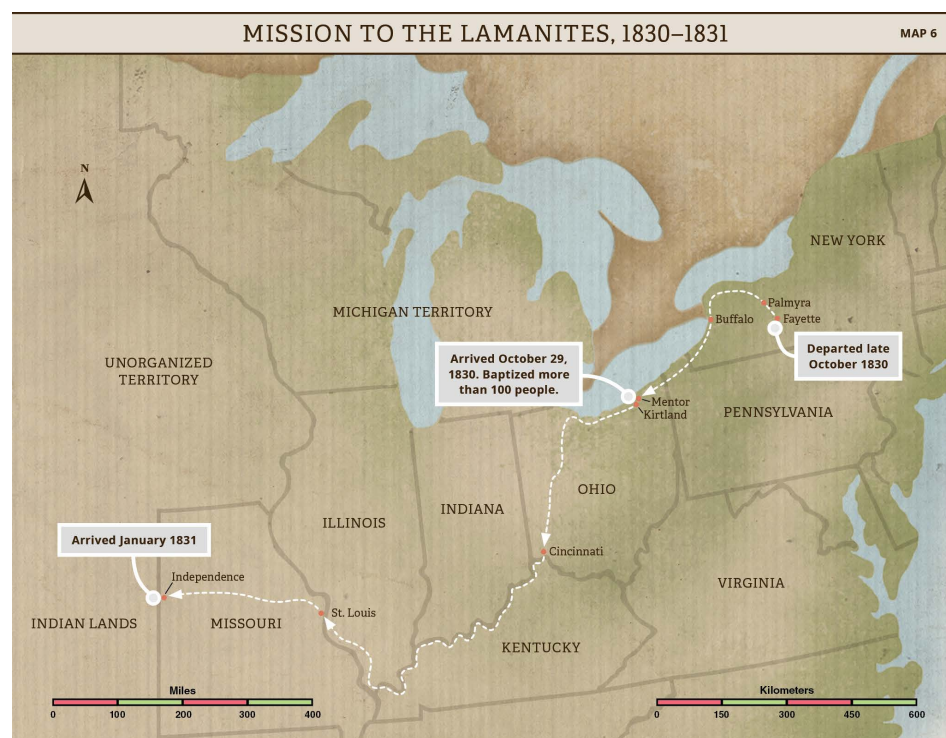 MISSION TO THE LAMANITES, 1830–1831
MAP 6
N
NEW YORK
Palmyra
Fayette
Buffalo
MICHIGAN TERRITORY
Departed late
October 1830
Arrived October 29,
1830. Baptized more
than 100 people.
UNORGANIZED
TERRITORY
Mentor
Kirtland
PENNSYLVANIA
OHIO
INDIANA
ILLINOIS
Arrived January 1831
Cincinnati
Independence
VIRGINIA
St. Louis
INDIAN LANDS
MISSOURI
KENTUCKY
Miles
0 100 200 300 400
Kilometers
0 150 300 450 600